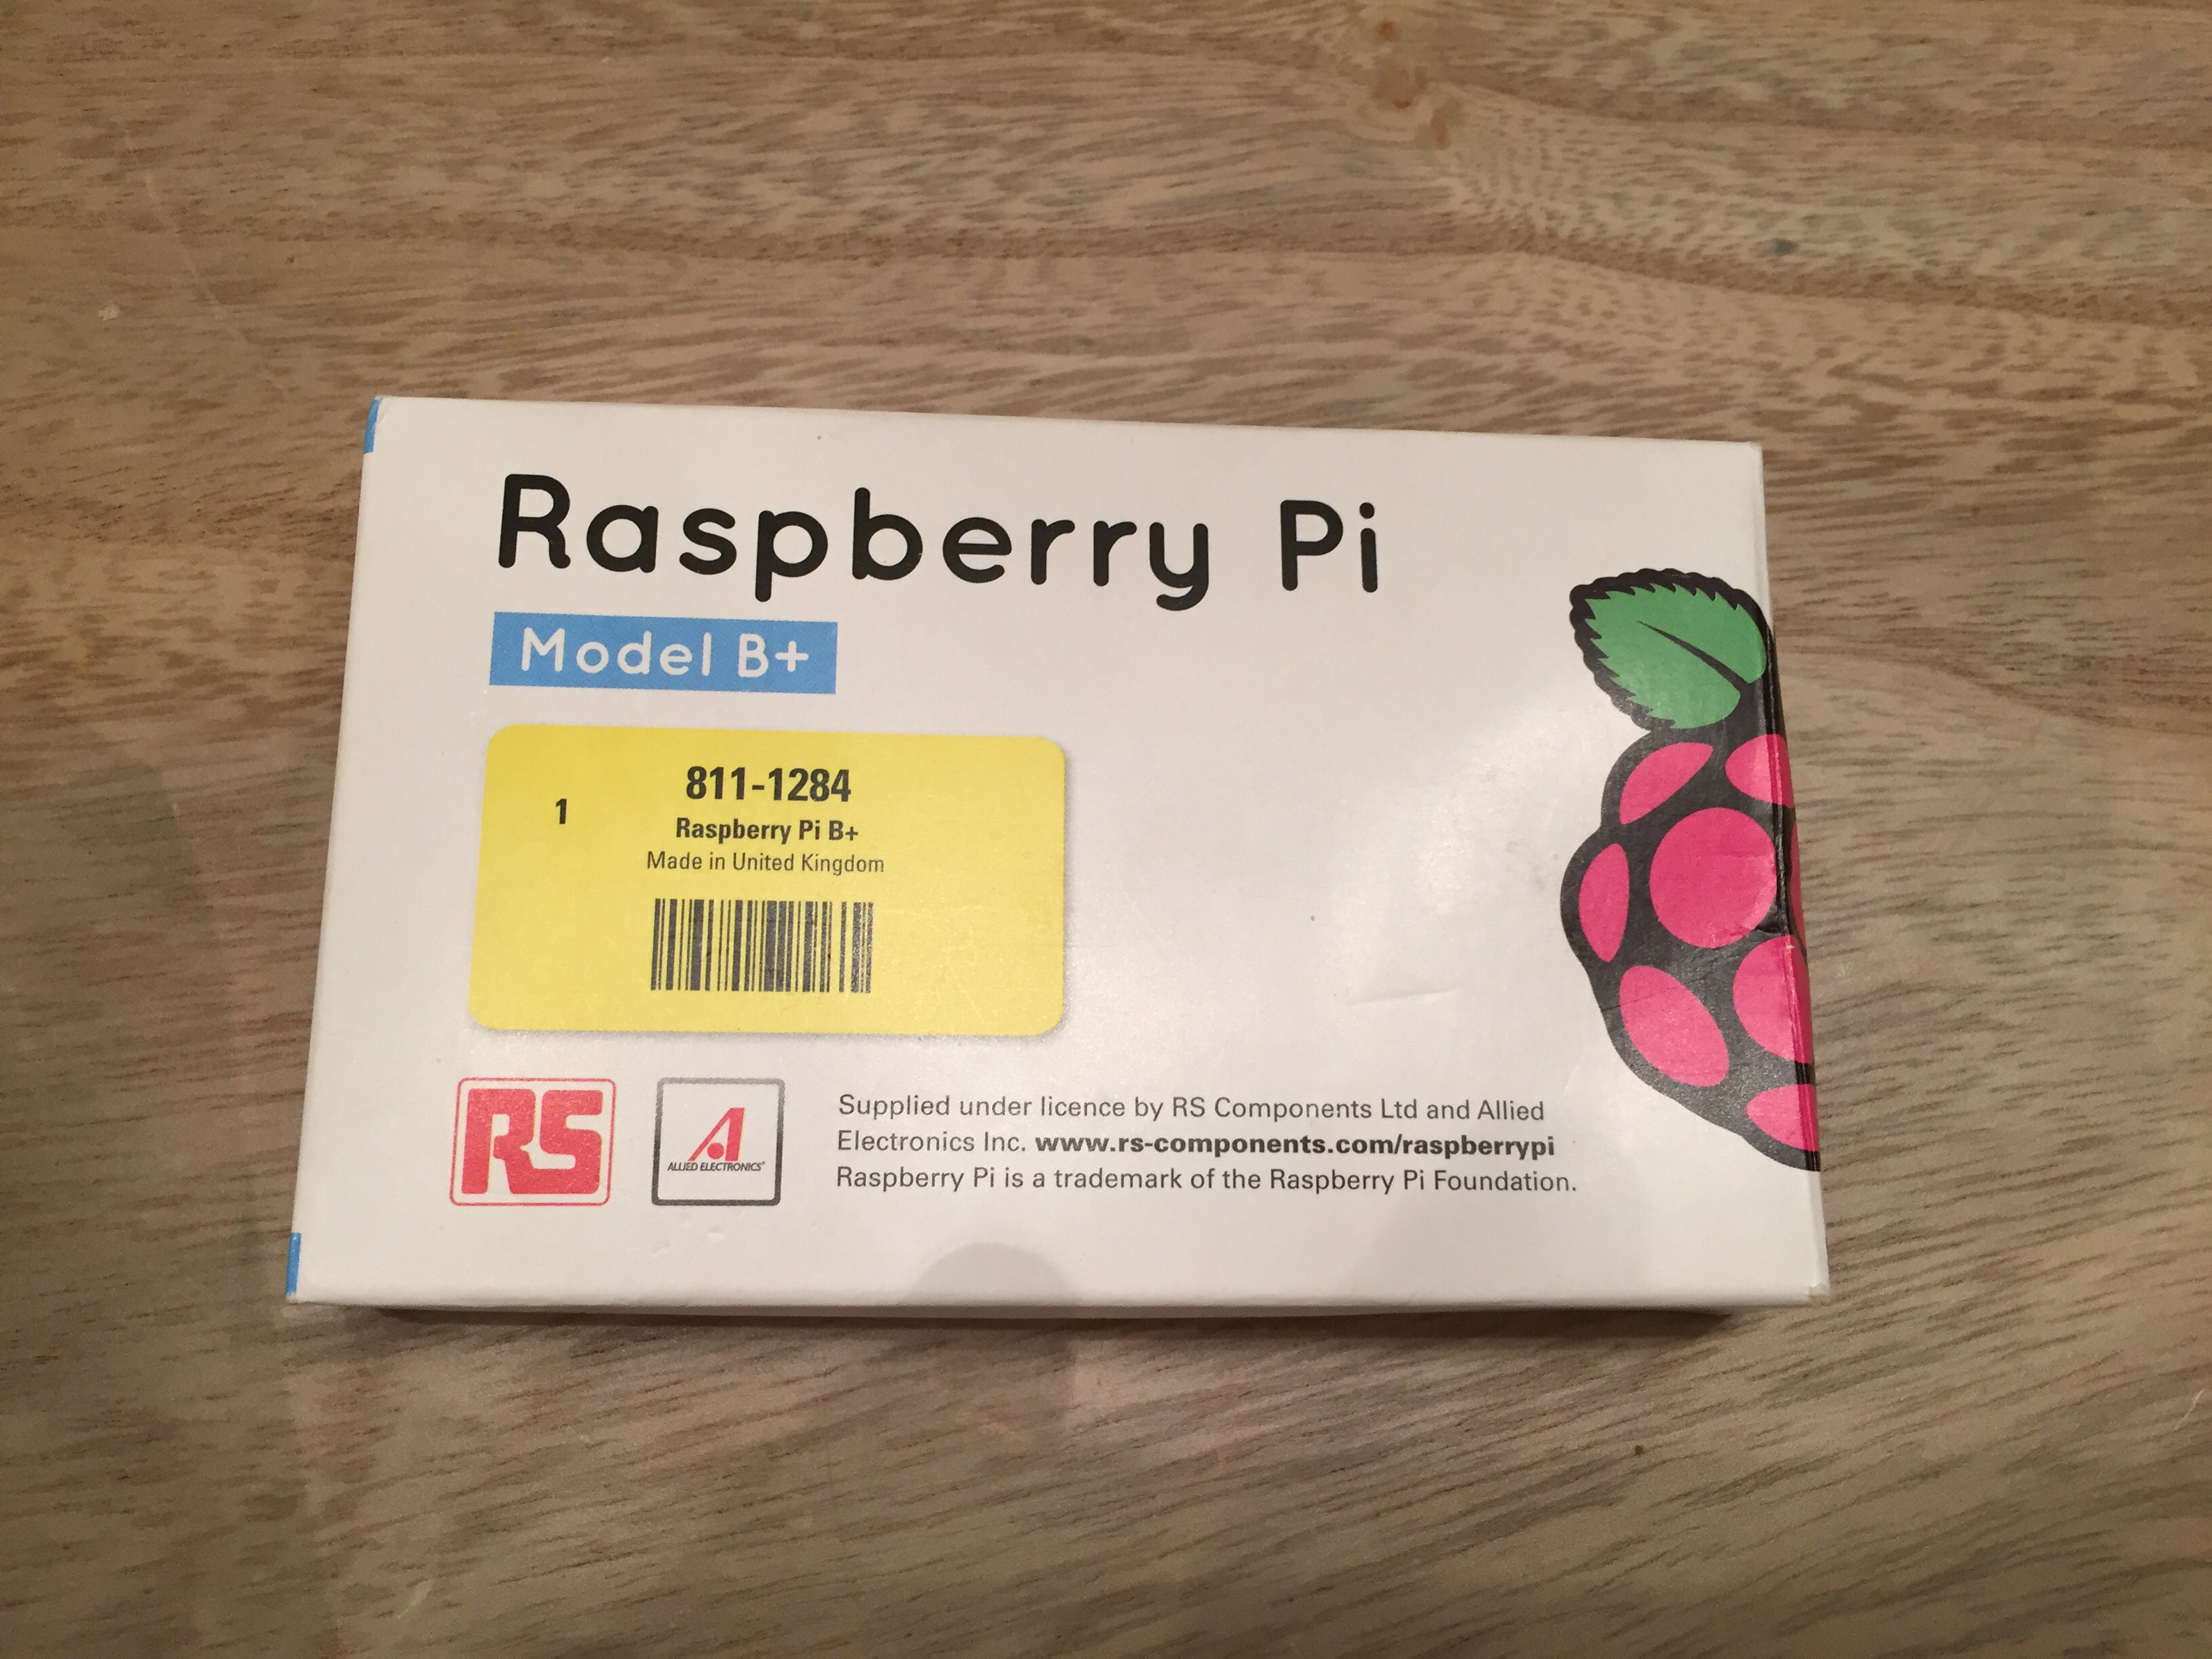 Raspberry Pi
Model B+
811-1284
1
Raspberry Pi B+
Made in United Kingdom
RS
A
ALLIED ELECTRONICS®
Supplied under licence by RS Components Ltd and Allied
Electronics Inc. www.rs-components.com/raspberrypi
Raspberry Pi is a trademark of the Raspberry Pi Foundation.